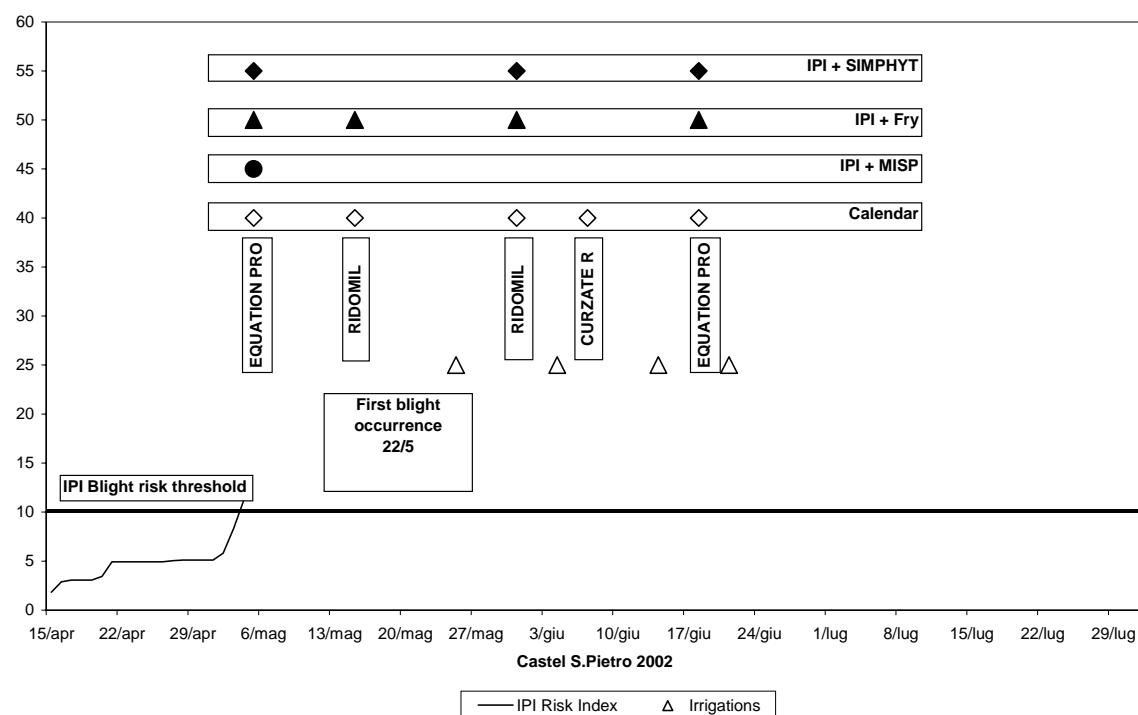 60
55
50
45
40
35
30
25
20
15
10
5
0
IPI + SIMPHYT
IPI + Fry
IPI + MISP
Calendar
EQUATION PRO
RIDOMIL
RIDOMIL
CURZATE R
EQUATION PRO
First blight
occurrence
22/5
IPI Blight risk threshold
15/apr 22/apr 29/apr 6/mag 13/mag 20/mag 27/mag 3/giu 10/giu 17/giu 24/giu 1/lug 8/lug 15/lug 22/lug 29/lug
Castel S.Pietro 2002
IPI Risk Index Irrigations